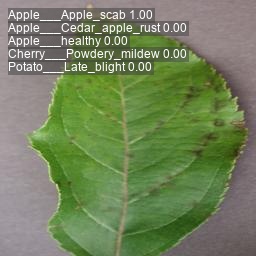 Apple___Apple_scab 1.00
Apple___Cedar_apple_rust 0.00
Apple___healthy 0.00
Cherry___Powdery_mildew 0.00
Potato___Late_blight 0.00